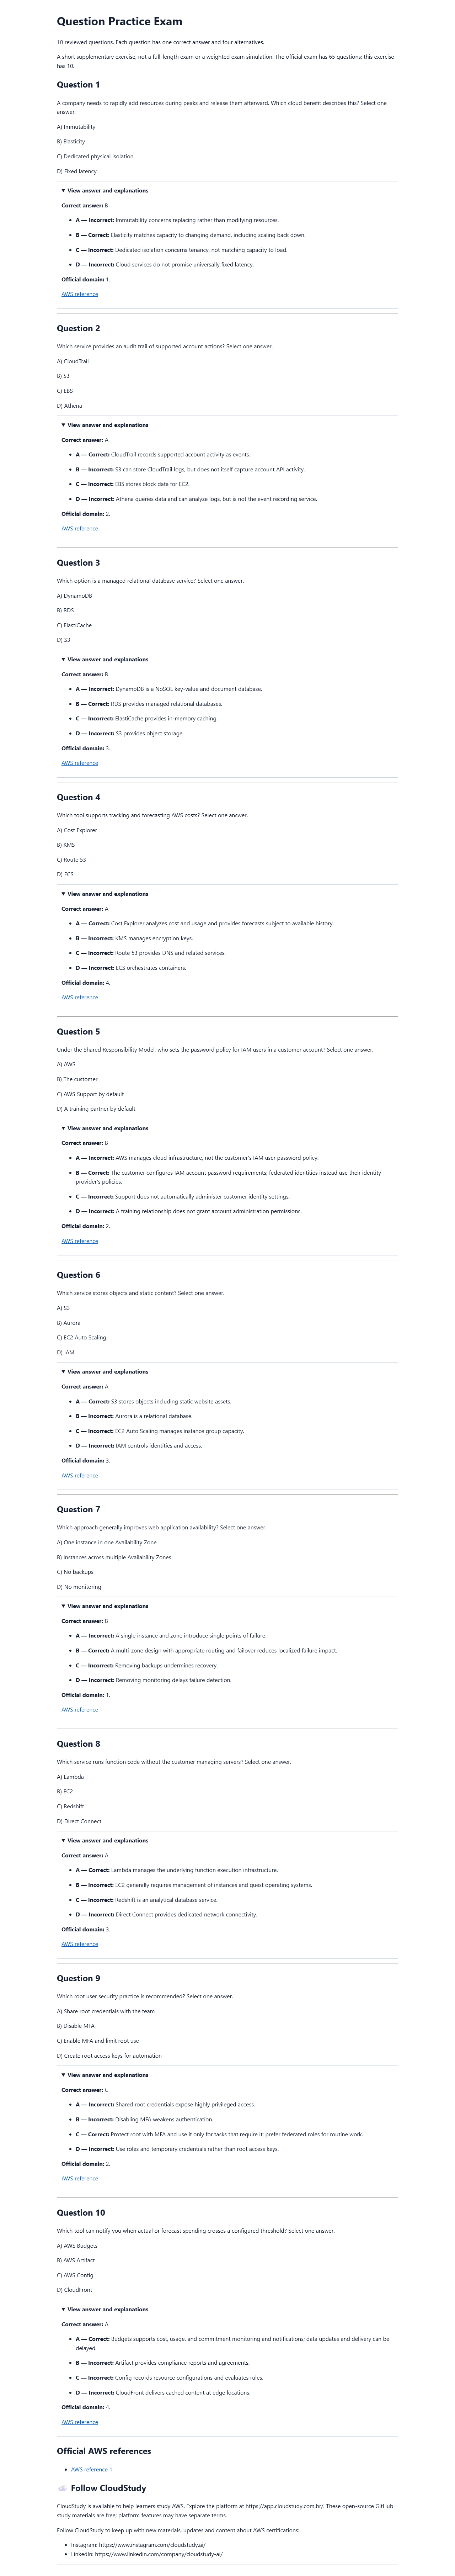 Question Practice Exam
10 reviewed questions. Each question has one correct answer and four alternatives.
A short supplementary exercise, not a full-length exam or a weighted exam simulation. The official exam has 65 questions; this exercise
has 10.
Question 1
A company needs to rapidly add resources during peaks and release them afterward. Which cloud benefit describes this? Select one
answer.
A) Immutability
B) Elasticity
C) Dedicated physical isolation
D) Fixed latency
▼ View answer and explanations
Correct answer: B
• A — Incorrect: Immutability concerns replacing rather than modifying resources.
• B — Correct: Elasticity matches capacity to changing demand, including scaling back down.
• C — Incorrect: Dedicated isolation concerns tenancy, not matching capacity to load.
• D — Incorrect: Cloud services do not promise universally fixed latency.
Official domain: 1.
AWS reference
Question 2
Which service provides an audit trail of supported account actions? Select one answer.
A) CloudTrail
B) S3
C) EBS
D) Athena
▼ View answer and explanations
Correct answer: A
• A — Correct: CloudTrail records supported account activity as events.
• B — Incorrect: S3 can store CloudTrail logs, but does not itself capture account API activity.
• C — Incorrect: EBS stores block data for EC2.
• D — Incorrect: Athena queries data and can analyze logs, but is not the event recording service.
Official domain: 2.
AWS reference
Question 3
Which option is a managed relational database service? Select one answer.
A) DynamoDB
B) RDS
C) ElastiCache
D) S3
▼ View answer and explanations
Correct answer: B
• A — Incorrect: DynamoDB is a NoSQL key-value and document database.
• B — Correct: RDS provides managed relational databases.
• C — Incorrect: ElastiCache provides in-memory caching.
• D — Incorrect: S3 provides object storage.
Official domain: 3.
AWS reference
Question 4
Which tool supports tracking and forecasting AWS costs? Select one answer.
A) Cost Explorer
B) KMS
C) Route 53
D) ECS
▼ View answer and explanations
Correct answer: A
• A — Correct: Cost Explorer analyzes cost and usage and provides forecasts subject to available history.
• B — Incorrect: KMS manages encryption keys.
• C — Incorrect: Route 53 provides DNS and related services.
• D — Incorrect: ECS orchestrates containers.
Official domain: 4.
AWS reference
Question 5
Under the Shared Responsibility Model, who sets the password policy for IAM users in a customer account? Select one answer.
A) AWS
B) The customer
C) AWS Support by default
D) A training partner by default
▼ View answer and explanations
Correct answer: B
• A — Incorrect: AWS manages cloud infrastructure, not the customer's IAM user password policy.
• B — Correct: The customer configures IAM account password requirements; federated identities instead use their identity
provider's policies.
• C — Incorrect: Support does not automatically administer customer identity settings.
• D — Incorrect: A training relationship does not grant account administration permissions.
Official domain: 2.
AWS reference
Question 6
Which service stores objects and static content? Select one answer.
A) S3
B) Aurora
C) EC2 Auto Scaling
D) IAM
▼ View answer and explanations
Correct answer: A
• A — Correct: S3 stores objects including static website assets.
• B — Incorrect: Aurora is a relational database.
• C — Incorrect: EC2 Auto Scaling manages instance group capacity.
• D — Incorrect: IAM controls identities and access.
Official domain: 3.
AWS reference
Question 7
Which approach generally improves web application availability? Select one answer.
A) One instance in one Availability Zone
B) Instances across multiple Availability Zones
C) No backups
D) No monitoring
▼ View answer and explanations
Correct answer: B
• A — Incorrect: A single instance and zone introduce single points of failure.
• B — Correct: A multi-zone design with appropriate routing and failover reduces localized failure impact.
• C — Incorrect: Removing backups undermines recovery.
• D — Incorrect: Removing monitoring delays failure detection.
Official domain: 1.
AWS reference
Question 8
Which service runs function code without the customer managing servers? Select one answer.
A) Lambda
B) EC2
C) Redshift
D) Direct Connect
▼ View answer and explanations
Correct answer: A
• A — Correct: Lambda manages the underlying function execution infrastructure.
• B — Incorrect: EC2 generally requires management of instances and guest operating systems.
• C — Incorrect: Redshift is an analytical database service.
• D — Incorrect: Direct Connect provides dedicated network connectivity.
Official domain: 3.
AWS reference
Question 9
Which root user security practice is recommended? Select one answer.
A) Share root credentials with the team
B) Disable MFA
C) Enable MFA and limit root use
D) Create root access keys for automation
▼ View answer and explanations
Correct answer: C
• A — Incorrect: Shared root credentials expose highly privileged access.
• B — Incorrect: Disabling MFA weakens authentication.
• C — Correct: Protect root with MFA and use it only for tasks that require it; prefer federated roles for routine work.
• D — Incorrect: Use roles and temporary credentials rather than root access keys.
Official domain: 2.
AWS reference
Question 10
Which tool can notify you when actual or forecast spending crosses a configured threshold? Select one answer.
A) AWS Budgets
B) AWS Artifact
C) AWS Config
D) CloudFront
▼ View answer and explanations
Correct answer: A
• A — Correct: Budgets supports cost, usage, and commitment monitoring and notifications; data updates and delivery can be
delayed.
• B — Incorrect: Artifact provides compliance reports and agreements.
• C — Incorrect: Config records resource configurations and evaluates rules.
• D — Incorrect: CloudFront delivers cached content at edge locations.
Official domain: 4.
AWS reference
Official AWS references
• AWS reference 1
Follow CloudStudy
CloudStudy is available to help learners study AWS. Explore the platform at https://app.cloudstudy.com.br/. These open-source GitHub
study materials are free; platform features may have separate terms.
Follow CloudStudy to keep up with new materials, updates and content about AWS certifications:
• Instagram: https://www.instagram.com/cloudstudy.ai/
• LinkedIn: https://www.linkedin.com/company/cloudstudy-ai/